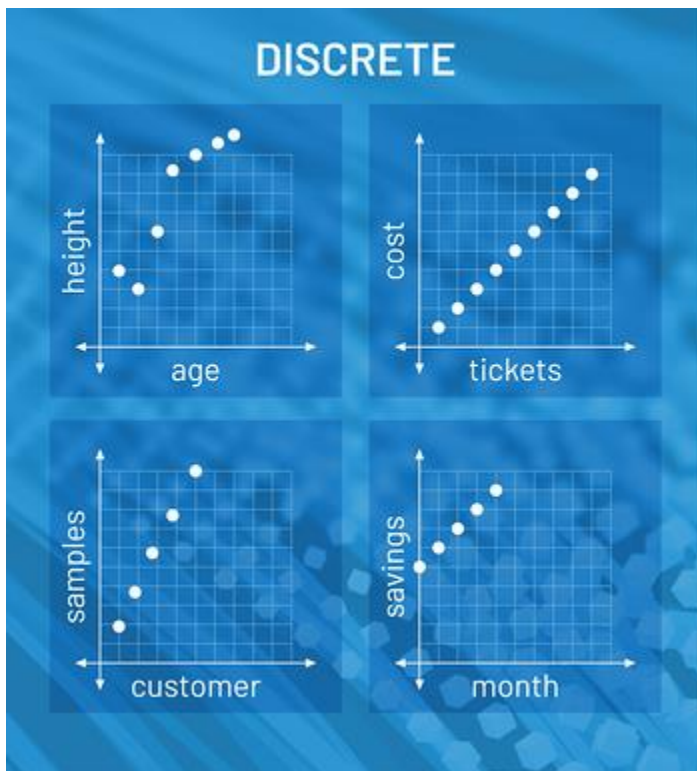 DISCRETE
height
age
cost
tickets
samples
customer
savings
month